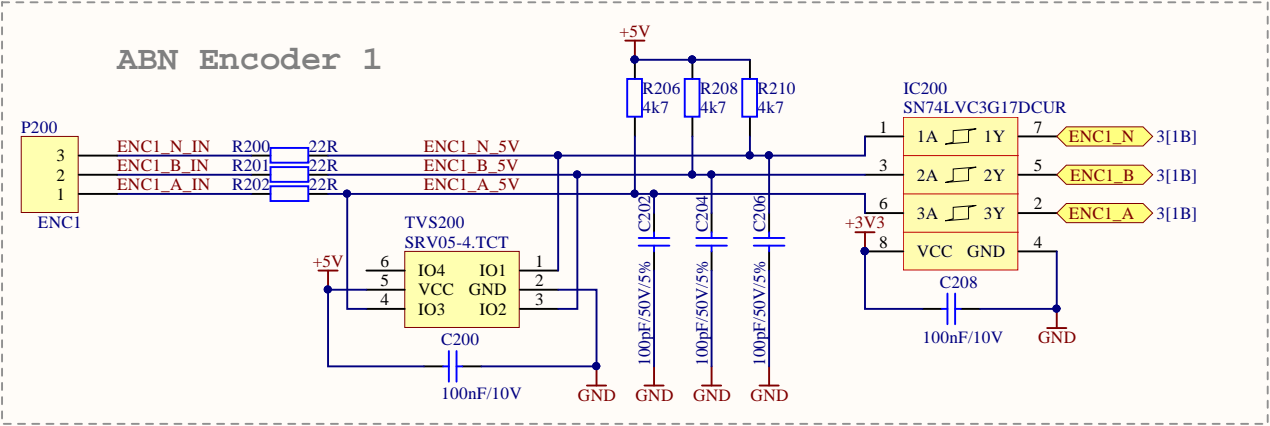 ABN Encoder 1
+5V
R206
4k7
R208
4k7
R210
4k7
IC200
SN74LVC3G17DCUR
P200
3
2
1
ENC1
ENC1_N_IN
R200
22R
ENC1_N_5V
ENC1_B_IN
R201
22R
ENC1_B_5V
ENC1_A_IN
R202
22R
ENC1_A_5V
1
1A
1Y
7
ENC1_N
3[1B]
3
2A
2Y
5
ENC1_B
3[1B]
6
3A
3Y
2
ENC1_A
3[1B]
+3V3
8
VCC
GND
4
C208
100nF/10V
GND
TVS200
SRV05-4.TCT
+5V
6
IO4
IO1
1
5
VCC
GND
2
4
IO3
IO2
3
C200
100nF/10V
GND
C202
100pF/50V/5%
GND
C204
100pF/50V/5%
GND
C206
100pF/50V/5%
GND